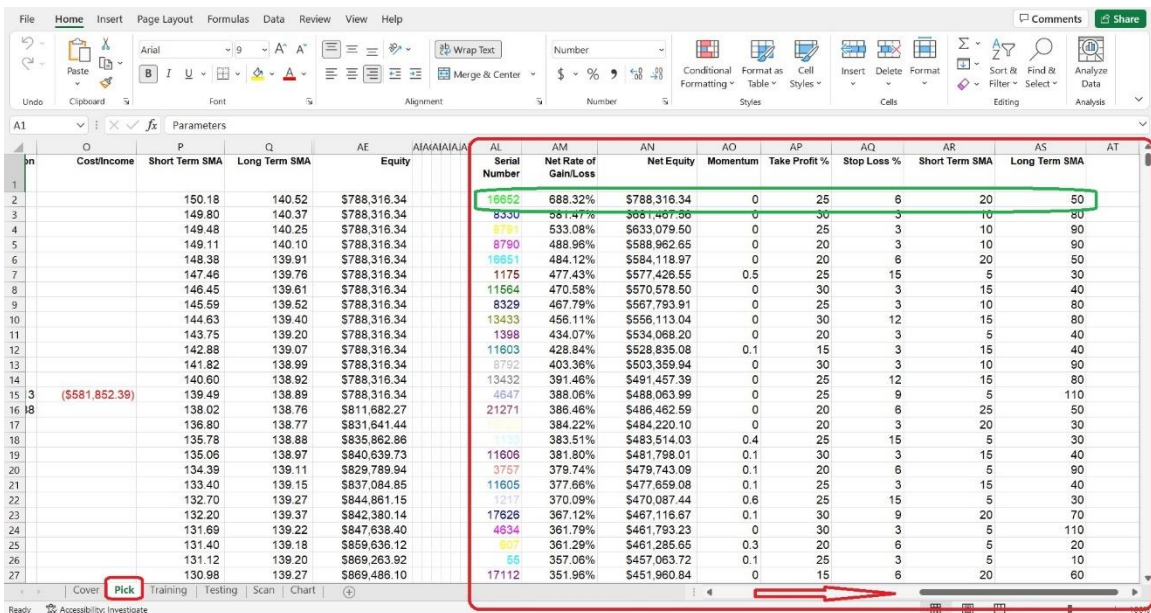 File Home Insert Page Layout Formulas Data Review View Help Comments Share
Arial 9 A^ A˅ Wrap Text Number Σ
Paste B I U A Merge & Center $ % 9 Conditional Formatting Format as Table Cell Styles Insert Delete Format Sort & Filter Find & Select Analyze Data
Undo Clipboard Font Alignment Number Styles Cells Editing Analysis
A1 fx Parameters
O P Q AE AL AM AN AO AP AQ AR AS AT
1 on Cost/Income Short Term SMA Long Term SMA Equity Serial Number Net Rate of Gain/Loss Net Equity Momentum Take Profit % Stop Loss % Short Term SMA Long Term SMA
2 150.18 140.52 $788,316.34 16652 688.32% $788,316.34 0 25 6 20 50
3 149.80 140.37 $788,316.34 8330 581.47% $681,467.56 0 30 3 10 80
4 149.48 140.25 $788,316.34 8791 533.08% $633,079.50 0 25 3 10 90
5 149.11 140.10 $788,316.34 8790 488.96% $588,962.65 0 20 3 10 90
6 148.38 139.91 $788,316.34 16651 484.12% $584,118.97 0 20 6 20 50
7 147.46 139.76 $788,316.34 1175 477.43% $577,426.55 0.5 25 15 5 30
8 146.45 139.61 $788,316.34 11564 470.58% $570,578.50 0 30 3 15 40
9 145.59 139.52 $788,316.34 8329 467.79% $567,793.91 0 25 3 10 80
10 144.63 139.40 $788,316.34 13433 456.11% $556,113.04 0 30 12 15 80
11 143.75 139.20 $788,316.34 1398 434.07% $534,068.20 0 20 3 5 40
12 142.88 139.07 $788,316.34 11603 428.84% $528,835.08 0.1 15 3 15 40
13 141.82 138.99 $788,316.34 8792 403.36% $503,359.94 0 30 3 10 90
14 140.60 138.92 $788,316.34 13432 391.46% $491,457.39 0 25 12 15 80
15 3 ($581,852.39) 139.49 138.89 $788,316.34 4647 388.06% $488,063.99 0 25 9 5 110
16 38 138.02 138.76 $811,682.27 21271 386.46% $486,462.59 0 20 6 25 50
17 136.80 138.77 $831,641.44 384.22% $484,220.10 0 20 3 20 30
18 135.78 138.88 $835,862.86 383.51% $483,514.03 0.4 25 15 5 30
19 135.06 138.97 $840,639.73 11606 381.80% $481,798.01 0.1 30 3 15 40
20 134.39 139.11 $829,789.94 3757 379.74% $479,743.09 0.1 20 6 5 90
21 133.40 139.15 $837,084.85 11605 377.66% $477,659.08 0.1 25 3 15 40
22 132.70 139.27 $844,861.15 1217 370.09% $470,087.44 0.6 25 15 5 30
23 132.20 139.37 $842,380.14 17626 367.12% $467,116.67 0.1 30 9 20 70
24 131.69 139.22 $847,638.40 4634 361.79% $461,793.23 0 30 3 5 110
25 131.40 139.18 $859,636.12 607 361.29% $461,285.65 0.3 20 6 5 20
26 131.12 139.20 $869,263.92 55 357.06% $457,063.72 0.1 25 3 5 10
27 130.98 139.27 $869,486.10 17112 351.96% $451,960.84 0 15 6 20 60
Cover Pick Training Testing Scan Chart
Ready Accessibility: Investigate